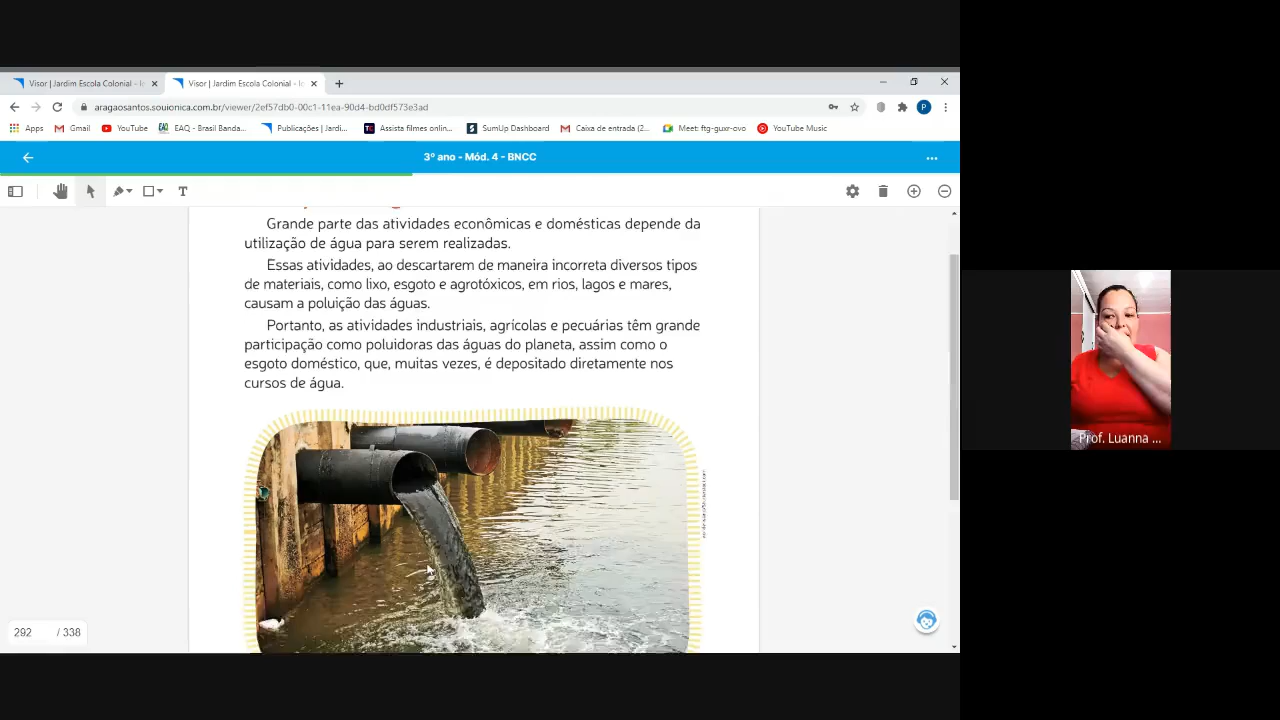 Visor | Jardim Escola Colonial - Io
Visor | Jardim Escola Colonial - Io
aragaosantos.souionica.com.br/viewer/2ef57db0-00c1-11ea-90d4-bd0df573e3ad
Apps Gmail YouTube EAQ - Brasil Banda... Publicações | Jardi... Assista filmes onlin... SumUp Dashboard Caixa de entrada (2... Meet: ftg-guxr-ovo YouTube Music
3º ano - Mód. 4 - BNCC
Grande parte das atividades econômicas e domésticas depende da
utilização de água para serem realizadas.
Essas atividades, ao descartarem de maneira incorreta diversos tipos
de materiais, como lixo, esgoto e agrotóxicos, em rios, lagos e mares,
causam a poluição das águas.
Portanto, as atividades industriais, agrícolas e pecuárias têm grande
participação como poluidoras das águas do planeta, assim como o
esgoto doméstico, que, muitas vezes, é depositado diretamente nos
cursos de água.
292 / 338
Prof. Luanna ...